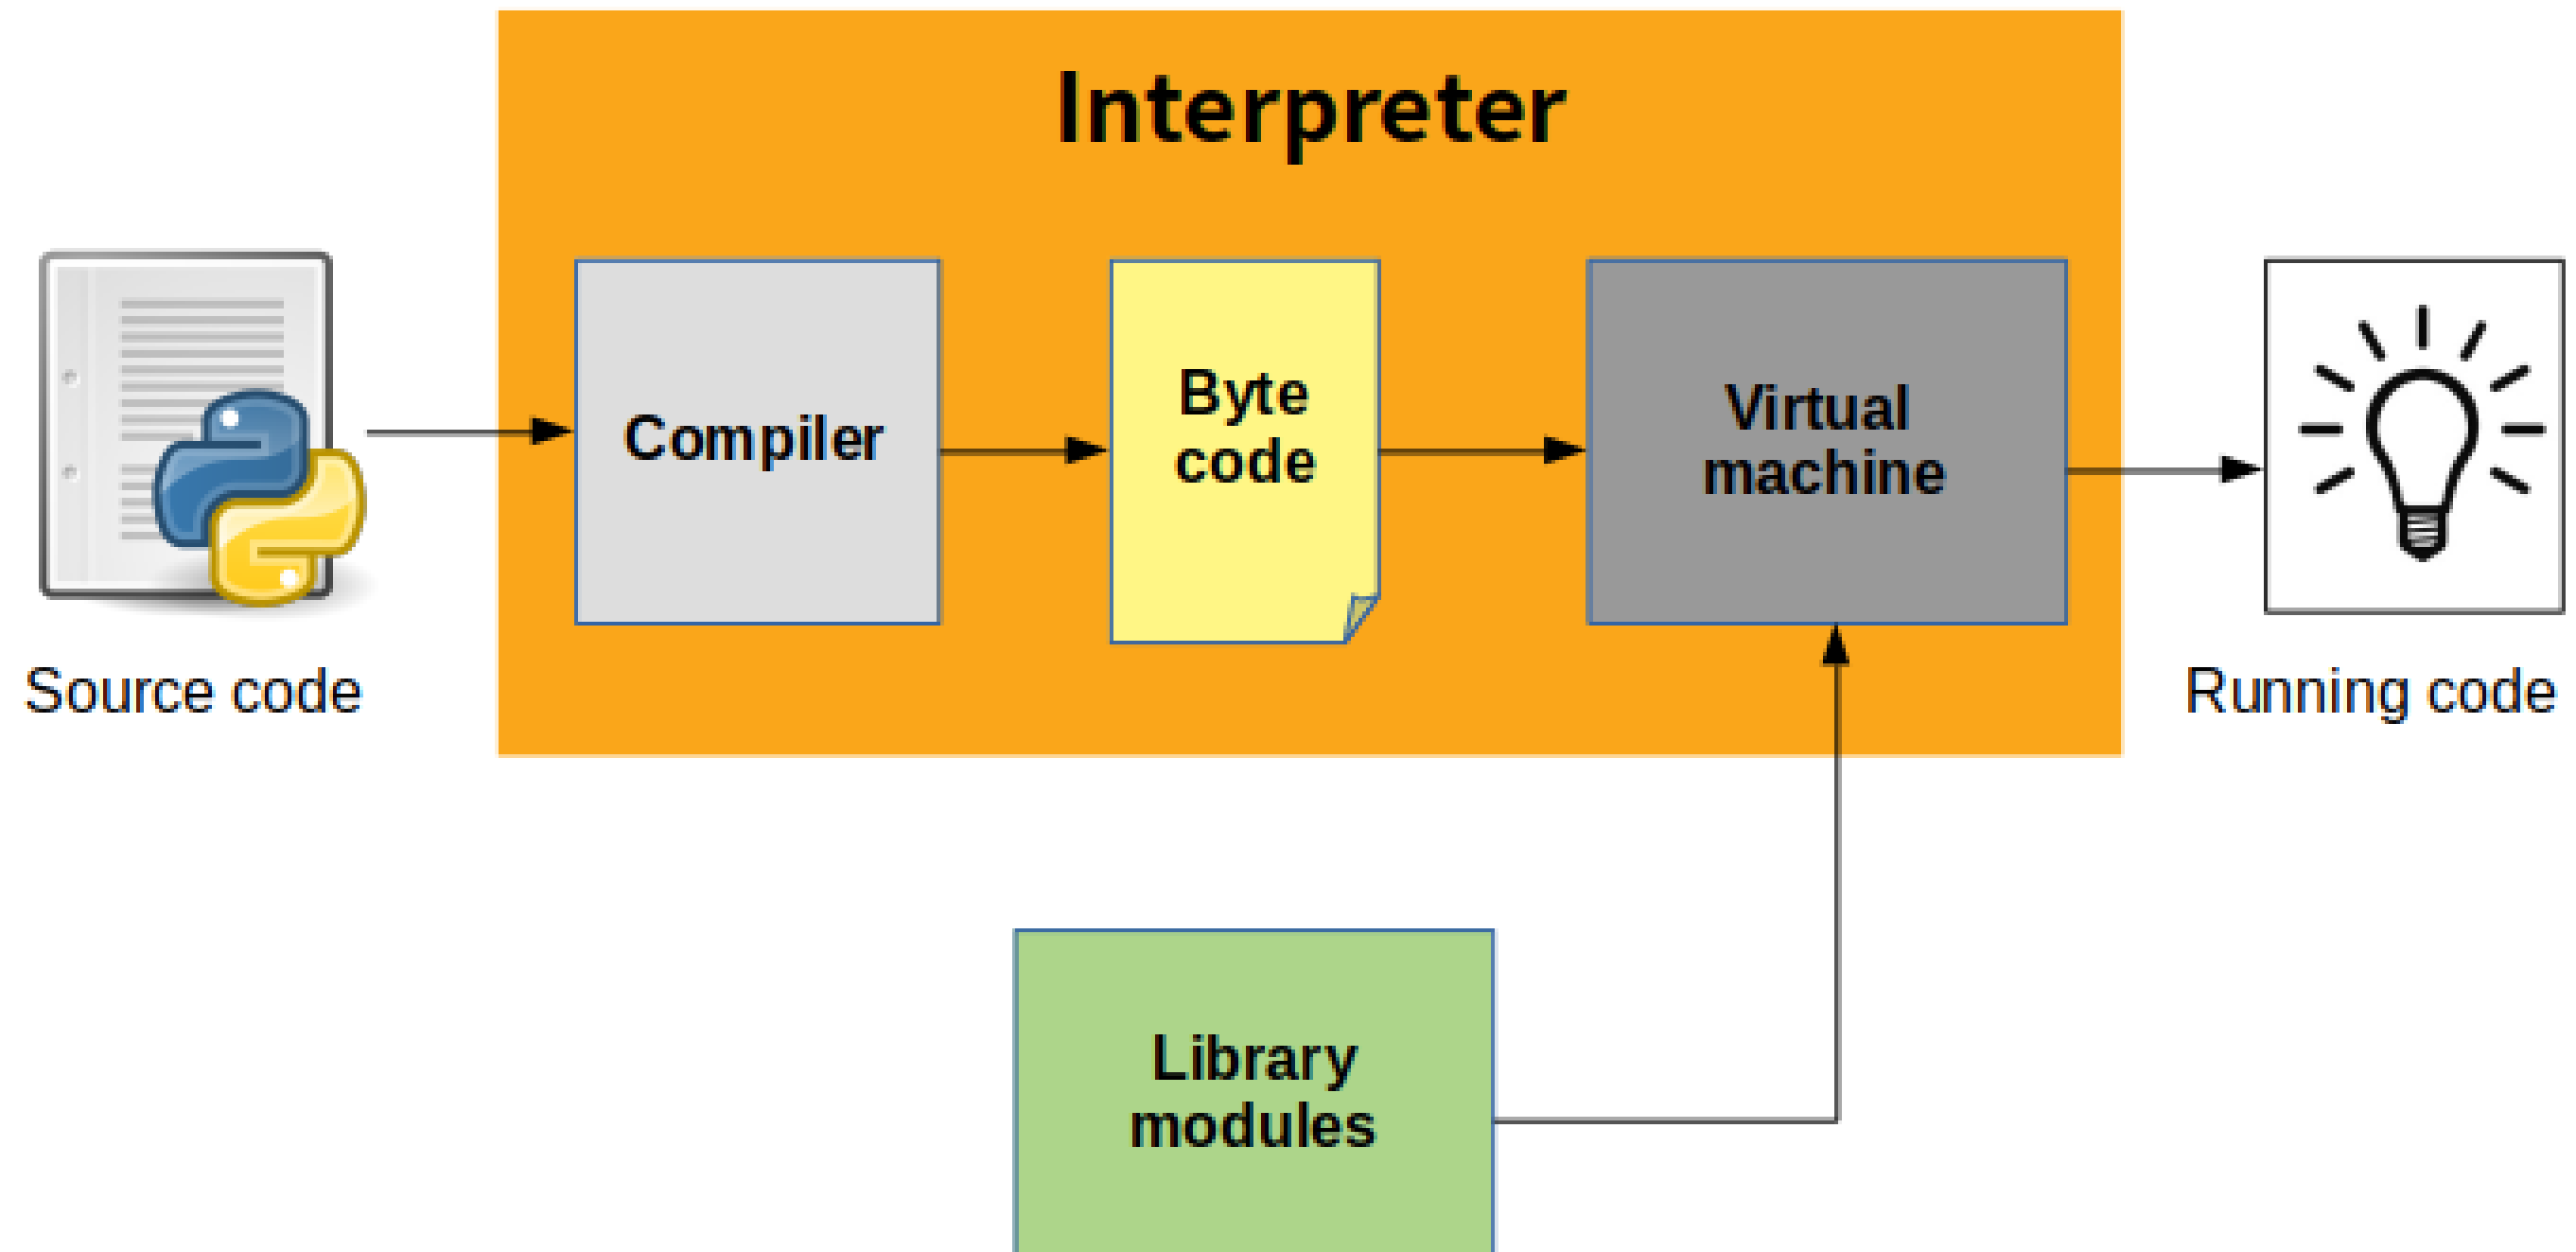 Interpreter
Compiler
Byte
code
Virtual
machine
Source code
Running code
Library
modules